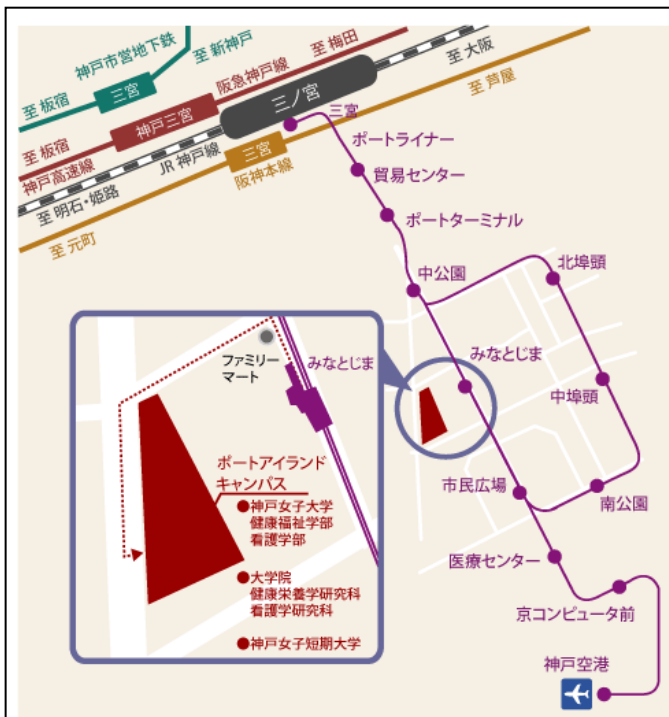 神戸市営地下鉄
至 新神戸
至 板宿
三宮
阪急神戸線
至 梅田
至 大阪
至 板宿
神戸三宮
三ノ宮
至 芦屋
神戸高速線
JR 神戸線
三宮
三宮
阪神本線
至 明石・姫路
至 元町
ポートライナー
貿易センター
ポートターミナル
中公園
北埠頭
みなとじま
中埠頭
市民広場
南公園
医療センター
京コンピュータ前
神戸空港
ファミリー
マート
みなとじま
ポートアイランド
キャンパス
●神戸女子大学
健康福祉学部
看護学部
●大学院
健康栄養学研究科
看護学研究科
●神戸女子短期大学